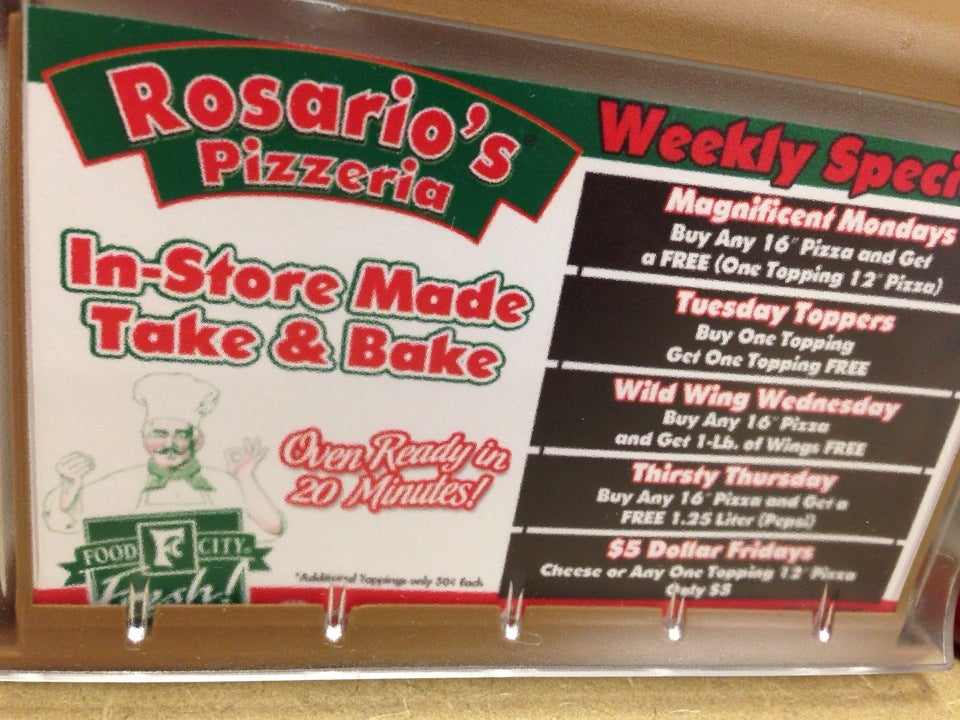 Rosario's
Pizzeria
In-Store Made
Take & Bake
Oven Ready in
20 Minutes!
FOOD FC CITY
Fresh!
*Additional Toppings only 50¢ Each
Weekly Speci
Magnificent Mondays
Buy Any 16" Pizza and Get
a FREE (One Topping 12" Pizza)
Tuesday Toppers
Buy One Topping
Get One Topping FREE
Wild Wing Wednesday
Buy Any 16" Pizza
and Get 1-Lb. of Wings FREE
Thirsty Thursday
Buy Any 16" Pizza and Get a
FREE 1.25 Liter (Pepsi)
$5 Dollar Fridays
Cheese or Any One Topping 12" Pizza
Only $5